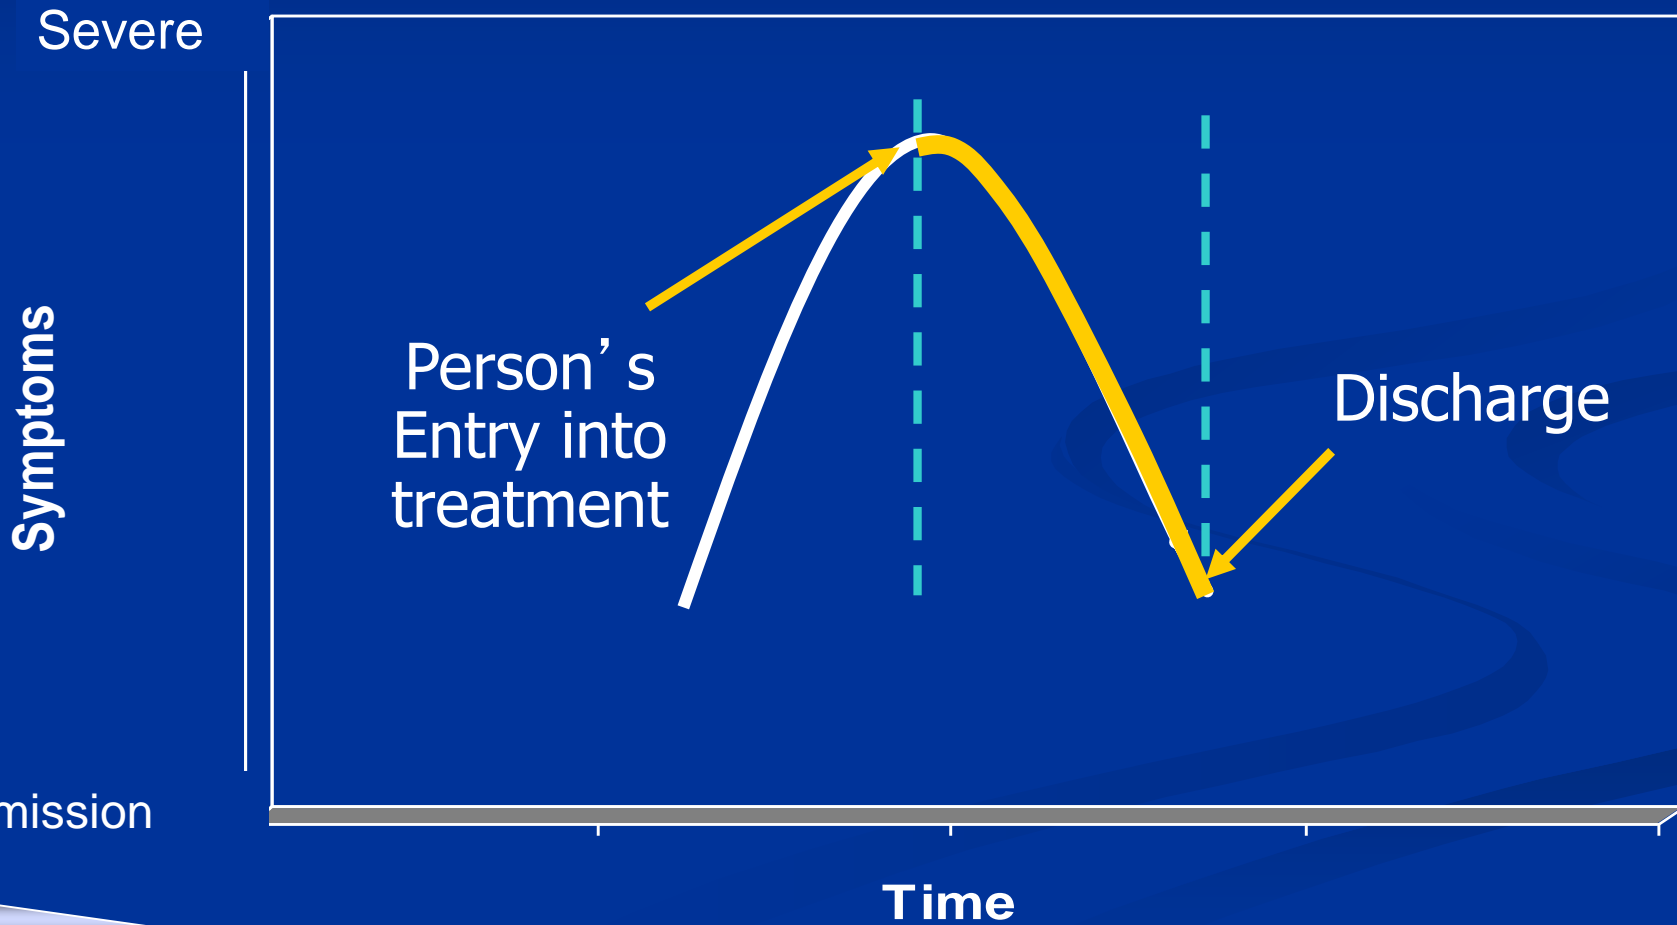 Severe
Symptoms
Person’s
Entry into
treatment
Discharge
mission
Time